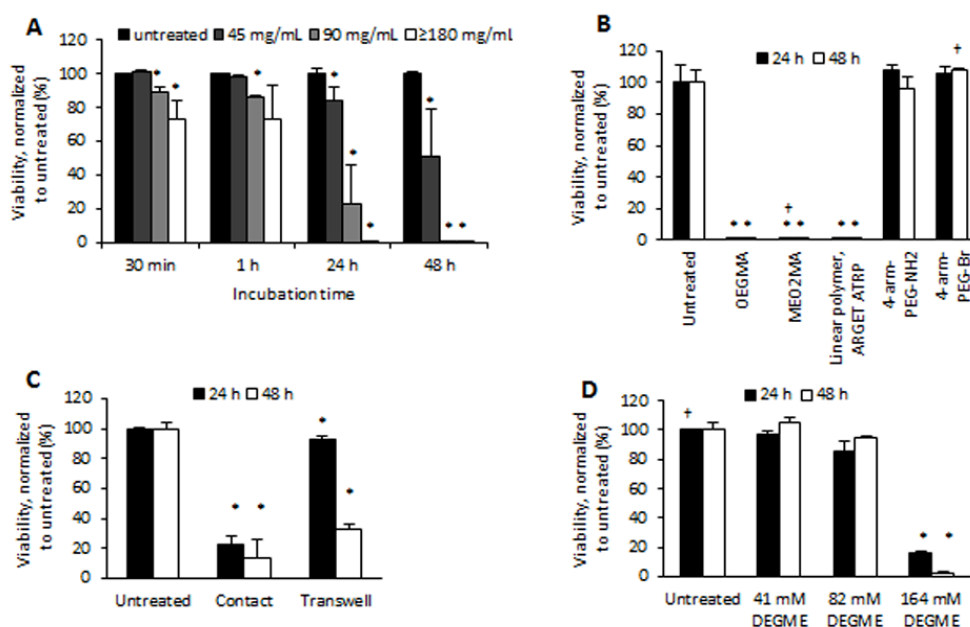 A
untreated 45 mg/mL 90 mg/mL ≥180 mg/ml
Viability, normalized
to untreated (%)
120
100
80
60
40
20
0
* * * * * * * * *
30 min 1 h 24 h 48 h
Incubation time
B
24 h 48 h
Viability, normalized
to untreated (%)
120
100
80
60
40
20
0
†
†
* * * * * *
Untreated
OEGMA
MEO2MA
Linear polymer,
ARGET ATRP
4-arm-
PEG-NH2
4-arm-
PEG-Br
C
24 h 48 h
Viability, normalized
to untreated (%)
120
100
80
60
40
20
0
* * * *
Untreated Contact Transwell
D
24 h 48 h
Viability, normalized
to untreated (%)
120
100
80
60
40
20
0
†
* *
Untreated 41 mM 82 mM 164 mM
DEGME DEGME DEGME